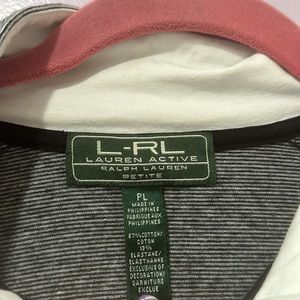 L-RL
LAUREN ACTIVE
RALPH LAUREN
PETITE
PL
MADE IN
PHILIPPINES
FABRIQUE AUX
PHILIPPINES
87%COTTON/
COTON
13%
ELASTANE/
ELASTHANNE
EXCLUSIVE OF
DECORATION/
GARNITURE
EXCLUE